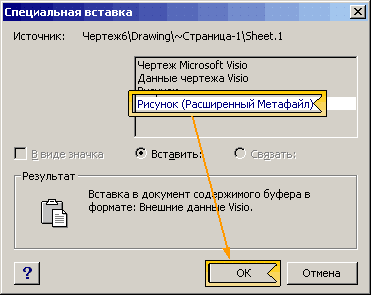 Специальная вставка
Источник: Чертеж6\Drawing\~Страница-1\Sheet.1
Чертеж Microsoft Visio
Данные чертежа Visio
Рисунок
Рисунок (Расширенный Метафайл)
В виде значка
Вставить:
Связать:
Результат
Вставка в документ содержимого буфера в
формате: Внешние данные Visio.
?
OK
Отмена